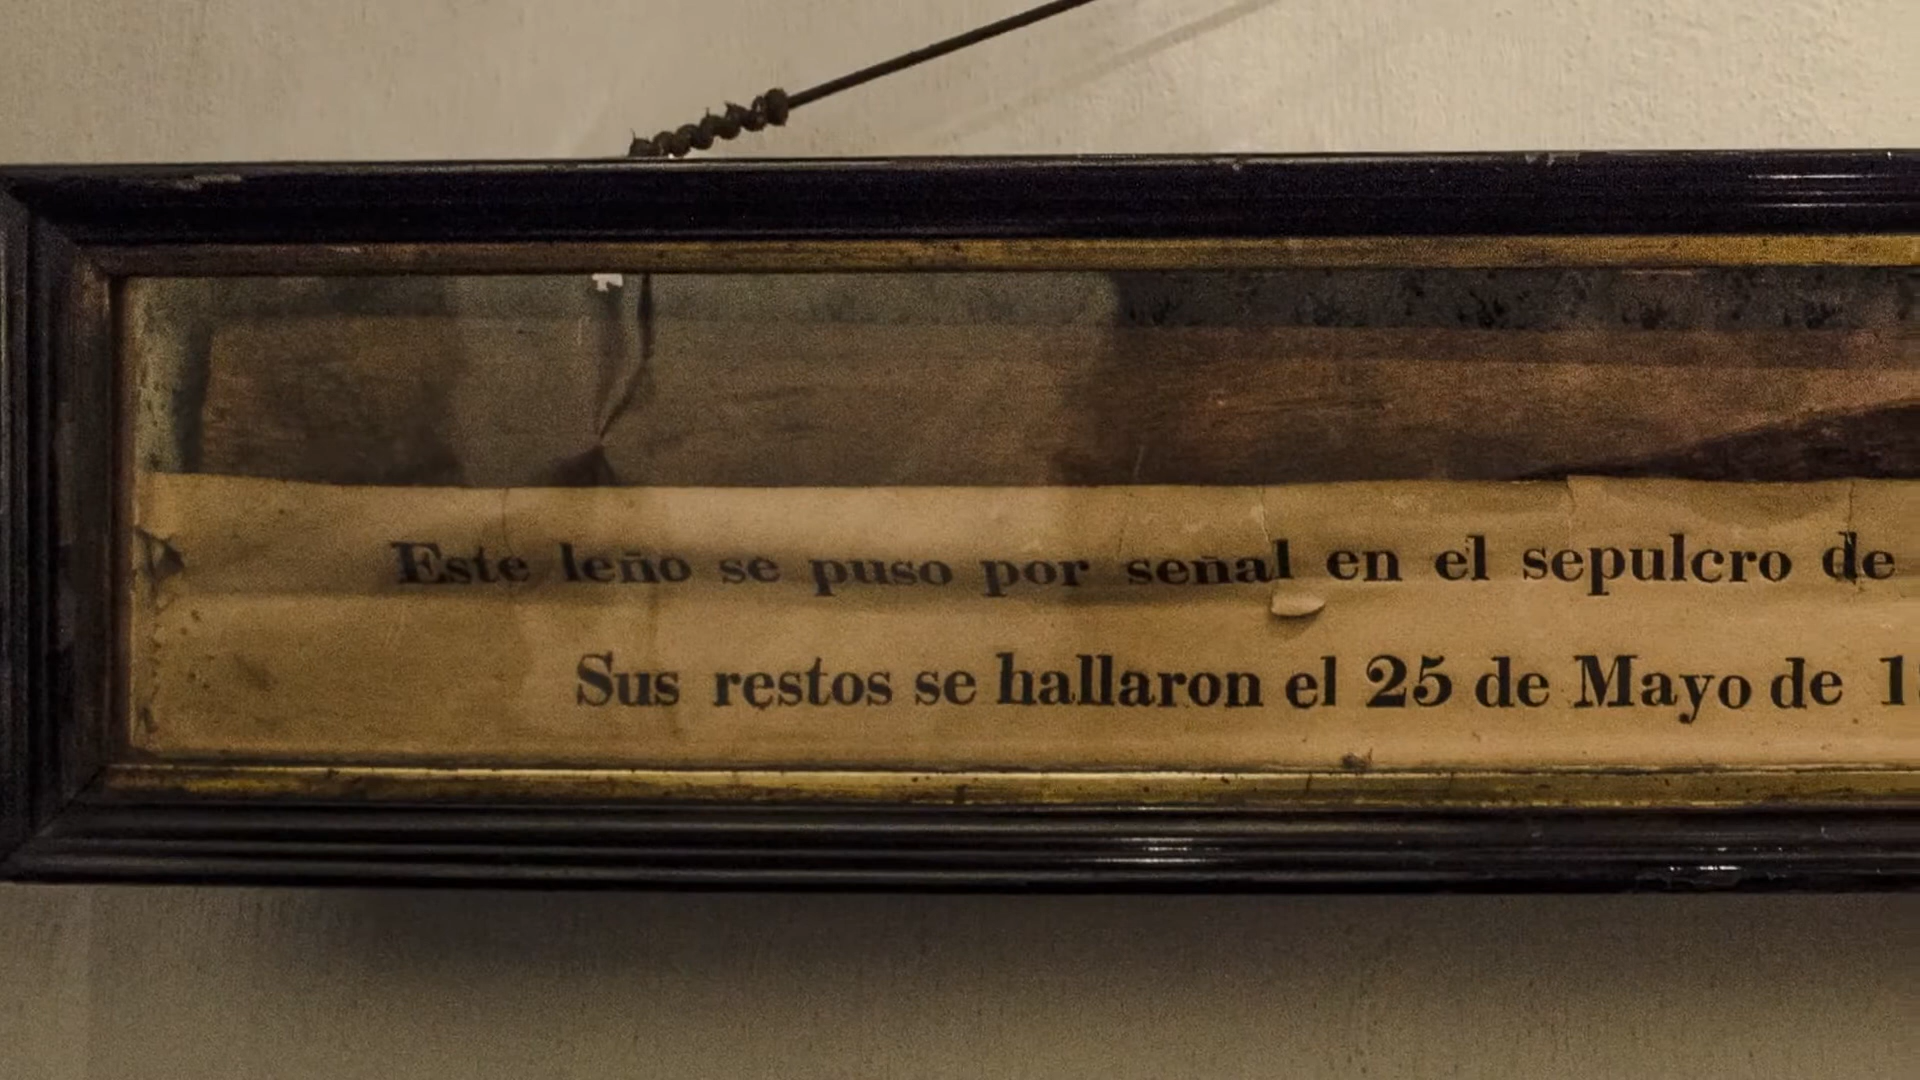 Este leño se puso por señal en el sepulcro de
Sus restos se hallaron el 25 de Mayo de